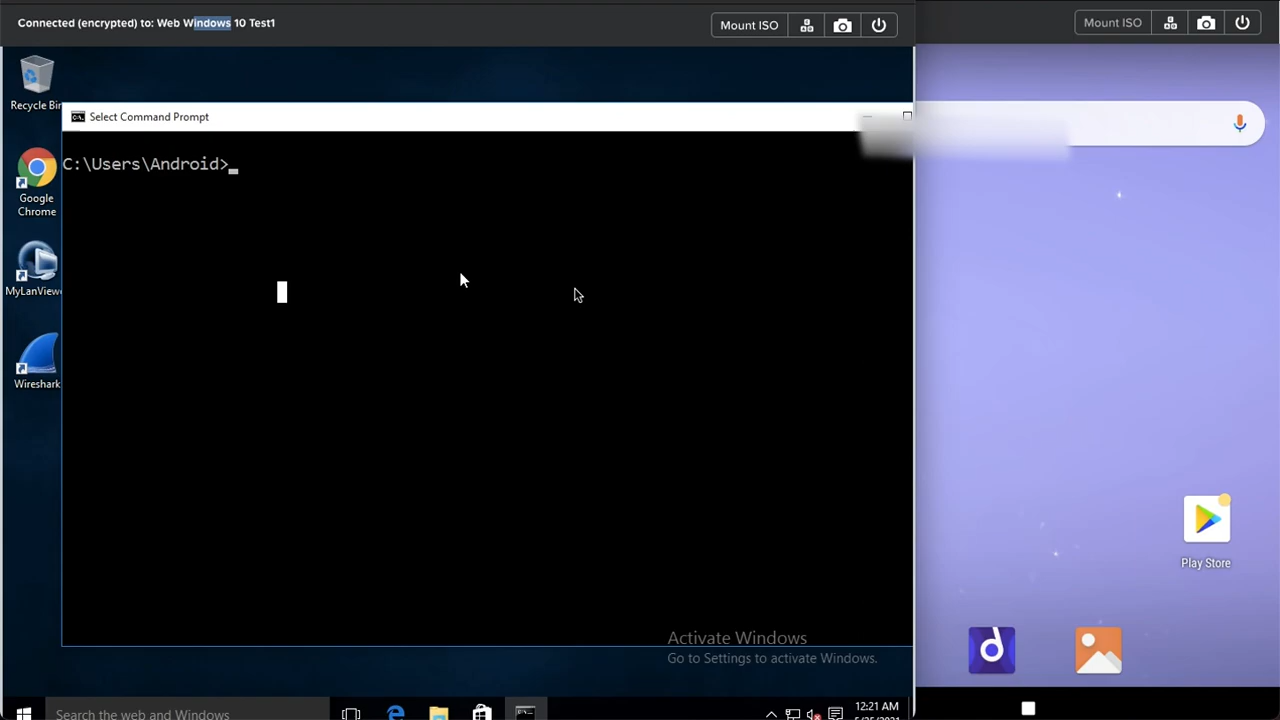 Connected (encrypted) to: Web Windows 10 Test1
Mount ISO
Mount ISO
Recycle Bin
Select Command Prompt
C:\Users\Android>
Google
Chrome
MyLanViewe
Wireshark
Play Store
Activate Windows
Go to Settings to activate Windows.
Search the web and Windows
12:21 AM